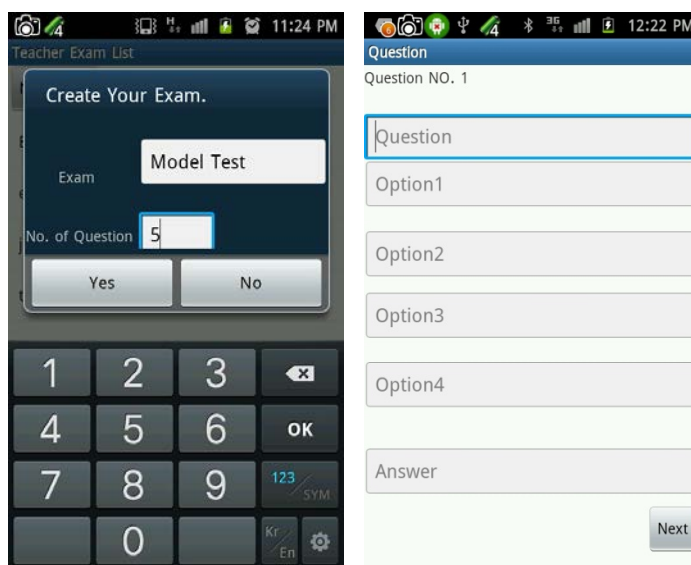 11:24 PM
Teacher Exam List
Create Your Exam.
Exam
Model Test
No. of Question
5
Yes
No
1 2 3
4 5 6 OK
7 8 9 123/SYM
0 Kr/En
3G 12:22 PM
Question
Question NO. 1
Question
Option1
Option2
Option3
Option4
Answer
Next